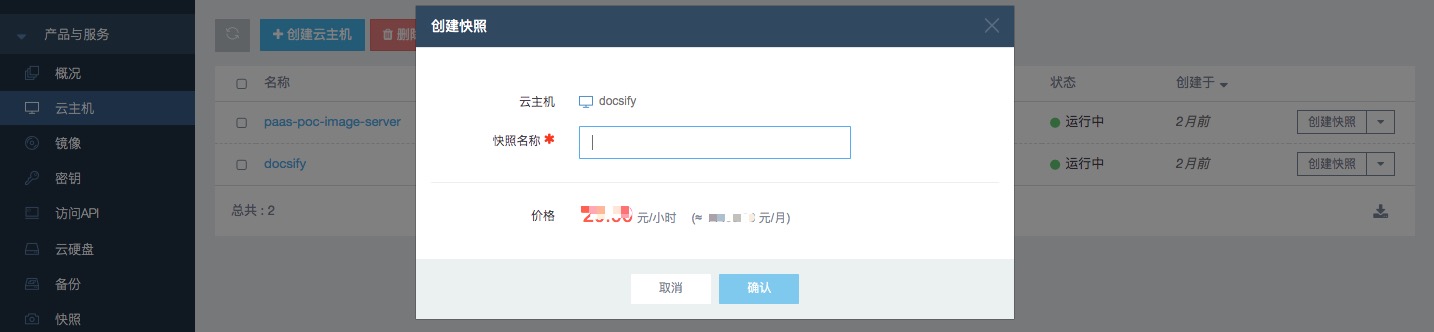 产品与服务
概况
云主机
镜像
密钥
访问API
云硬盘
备份
快照
创建云主机
名称
状态
创建于
paas-poc-image-server
运行中
2月前
创建快照
docsify
运行中
2月前
创建快照
总共 : 2
创建快照
云主机 docsify
快照名称 *
价格 元/小时 (≈ 元/月)
取消
确认